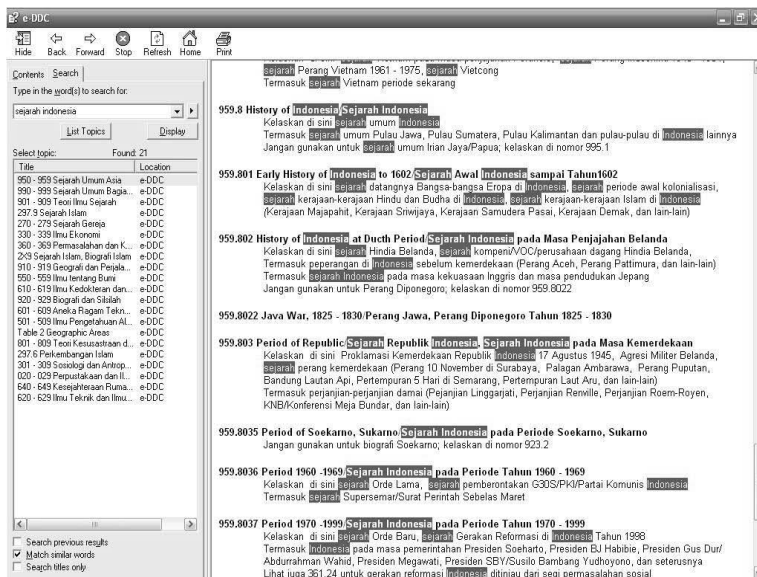 e-DDC
Hide Back Forward Stop Refresh Home Print
Contents Search
Type in the word(s) to search for:
sejarah indonesia
List Topics Display
Select topic: Found: 21
Title Location
950 - 959 Sejarah Umum Asia e-DDC
990 - 999 Sejarah Umum Bagia... e-DDC
901 - 909 Teori Ilmu Sejarah e-DDC
297.9 Sejarah Islam e-DDC
270 - 279 Sejarah Gereja e-DDC
330 - 339 Ilmu Ekonomi e-DDC
360 - 369 Permasalahan dan K... e-DDC
2X9 Sejarah Islam, Biografi Islam e-DDC
910 - 919 Geografi dan Perjala... e-DDC
550 - 559 Ilmu tentang Bumi e-DDC
610 - 619 Ilmu Kedokteran dan... e-DDC
920 - 929 Biografi dan Silsilah e-DDC
601 - 609 Aneka Ragam Tekn... e-DDC
501 - 509 Ilmu Pengetahuan Al... e-DDC
Table 2 Geographic Areas e-DDC
801 - 809 Teori Kesusastraan d... e-DDC
297.6 Perkembangan Islam e-DDC
301 - 309 Sosiologi dan Antrop... e-DDC
020 - 029 Perpustakaan dan Il... e-DDC
640 - 649 Kesejahteraan Ruma... e-DDC
620 - 629 Ilmu Teknik dan Ilmu... e-DDC
Search previous results
Match similar words
Search titles only
sejarah Perang Vietnam 1961 - 1975, sejarah Vietcong
Termasuk sejarah Vietnam periode sekarang
959.8 History of Indonesia/Sejarah Indonesia
Kelaskan di sini sejarah umum Indonesia
Termasuk sejarah umum Pulau Jawa, Pulau Sumatera, Pulau Kalimantan dan pulau-pulau di Indonesia lainnya
Jangan gunakan untuk sejarah umum Irian Jaya/Papua; kelaskan di nomor 995.1
959.801 Early History of Indonesia to 1602/Sejarah Awal Indonesia sampai Tahun1602
Kelaskan di sini sejarah datangnya Bangsa-bangsa Eropa di Indonesia, sejarah periode awal kolonialisasi,
sejarah kerajaan-kerajaan Hindu dan Budha di Indonesia, sejarah kerajaan-kerajaan Islam di Indonesia
(Kerajaan Majapahit, Kerajaan Sriwijaya, Kerajaan Samudera Pasai, Kerajaan Demak, dan lain-lain)
959.802 History of Indonesia at Ducth Period/Sejarah Indonesia pada Masa Penjajahan Belanda
Kelaskan di sini sejarah Hindia Belanda, sejarah kompeni/VOC/perusahaan dagang Hindia Belanda,
Termasuk peperangan di Indonesia sebelum kemerdekaan (Perang Aceh, Perang Pattimura, dan lain-lain)
Termasuk sejarah Indonesia pada masa kekuasaan Inggris dan masa pendudukan Jepang
Jangan gunakan untuk Perang Diponegoro; kelaskan di nomor 959.8022
959.8022 Java War, 1825 - 1830/Perang Jawa, Perang Diponegoro Tahun 1825 - 1830
959.803 Period of Republic/Sejarah Republik Indonesia, Sejarah Indonesia pada Masa Kemerdekaan
Kelaskan di sini Proklamasi Kemerdekaan Republik Indonesia 17 Agustus 1945, Agresi Militer Belanda,
sejarah perang kemerdekaan (Perang 10 November di Surabaya, Palagan Ambarawa, Perang Puputan,
Bandung Lautan Api, Pertempuran 5 Hari di Semarang, Pertempuran Laut Aru, dan lain-lain)
Termasuk perjanjian-perjanjian damai (Pejanjian Linggarjati, Perjanjian Renville, Perjanjian Roem-Royen,
KNB/Konferensi Meja Bundar, dan lain-lain)
959.8035 Period of Soekarno, Sukarno/Sejarah Indonesia pada Periode Soekarno, Sukarno
Jangan gunakan untuk biografi Soekarno; kelaskan di nomor 923.2
959.8036 Period 1960 -1969/Sejarah Indonesia pada Periode Tahun 1960 - 1969
Kelaskan di sini sejarah Orde Lama, sejarah pemberontakan G30S/PKI/Partai Komunis Indonesia
Termasuk sejarah Supersemar/Surat Perintah Sebelas Maret
959.8037 Period 1970 -1999/Sejarah Indonesia pada Periode Tahun 1970 - 1999
Kelaskan di sini sejarah Orde Baru, sejarah Gerakan Reformasi di Indonesia Tahun 1998
Termasuk Indonesia pada masa pemerintahan Presiden Soeharto, Presiden BJ Habibie, Presiden Gus Dur/
Abdurrahman Wahid, Presiden Megawati, Presiden SBY/Susilo Bambang Yudhoyono, dan seterusnya
Lihat juga 361.24 untuk gerakan reformasi Indonesia ditinjau dari segi permasalahan sosial